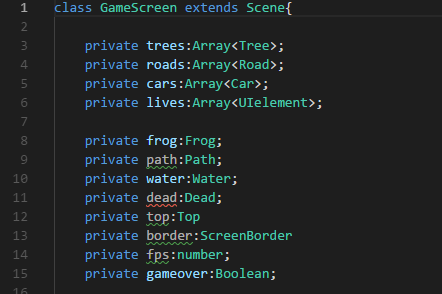 1 class GameScreen extends Scene{
2
3 private trees:Array<Tree>;
4 private roads:Array<Road>;
5 private cars:Array<Car>;
6 private lives:Array<UIelement>;
7
8 private frog:Frog;
9 private path:Path;
10 private water:Water;
11 private dead:Dead;
12 private top:Top
13 private border:ScreenBorder
14 private fps:number;
15 private gameover:Boolean;
16